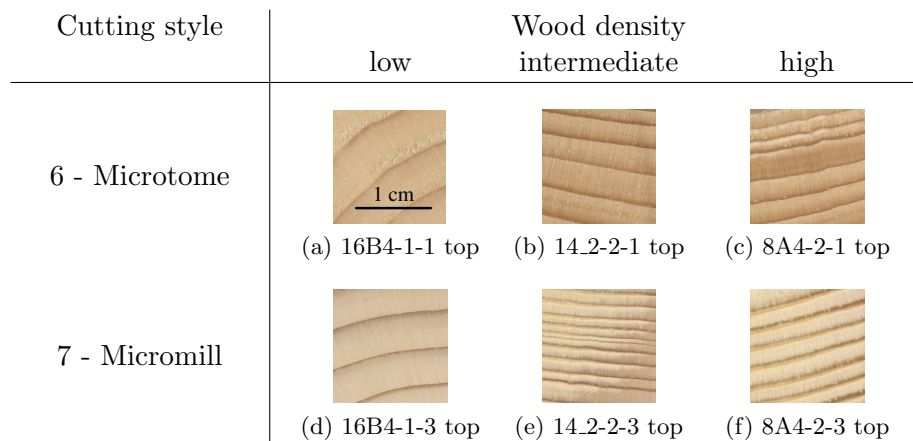 Cutting style
Wood density
low
intermediate
high
6 - Microtome
1 cm
(a) 16B4-1-1 top
(b) 14_2-2-1 top
(c) 8A4-2-1 top
7 - Micromill
(d) 16B4-1-3 top
(e) 14_2-2-3 top
(f) 8A4-2-3 top